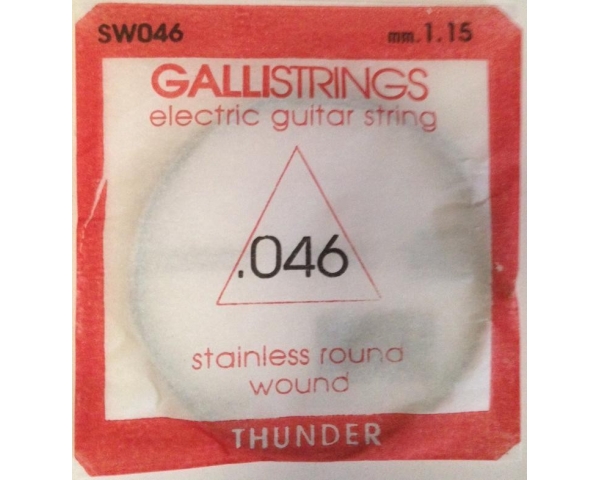 SW046 mm.1.15
GALLISTRINGS
electric guitar string
.046
stainless round
wound
THUNDER